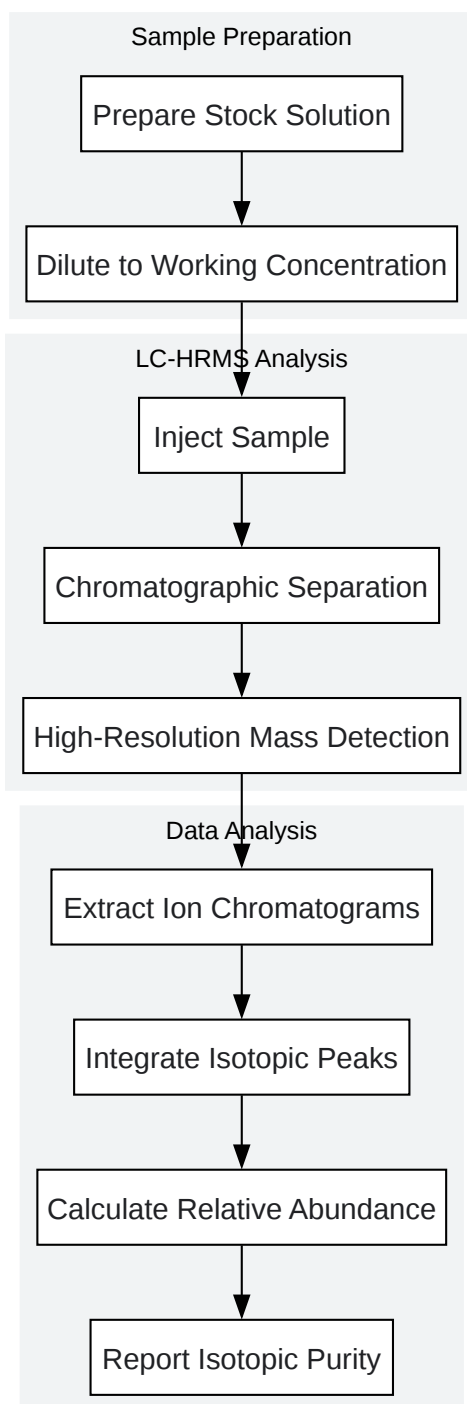 Sample Preparation
Prepare Stock Solution
Dilute to Working Concentration
LC-HRMS Analysis
Inject Sample
Chromatographic Separation
High-Resolution Mass Detection
Data Analysis
Extract Ion Chromatograms
Integrate Isotopic Peaks
Calculate Relative Abundance
Report Isotopic Purity